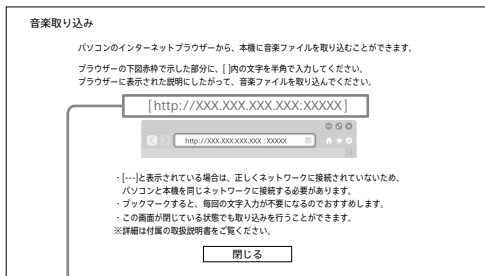 音楽取り込み
パソコンのインターネットブラウザーから、本機に音楽ファイルを取り込むことができます。
ブラウザーの下図赤枠で示した部分に、[ ]内の文字を半角で入力してください。
ブラウザーに表示された説明にしたがって、音楽ファイルを取り込んでください。
[http://XXX.XXX.XXX.XXX:XXXXX]
http://XXX.XXX.XXX.XXX : XXXXX
・[---]と表示されている場合は、正しくネットワークに接続されていないため、
パソコンと本機を同じネットワークに接続する必要があります。
・ブックマークすると、毎回の文字入力が不要になるのでおすすめします。
・この画面が閉じている状態でも取り込みを行うことができます。
※詳細は付属の取扱説明書をご覧ください。
閉じる